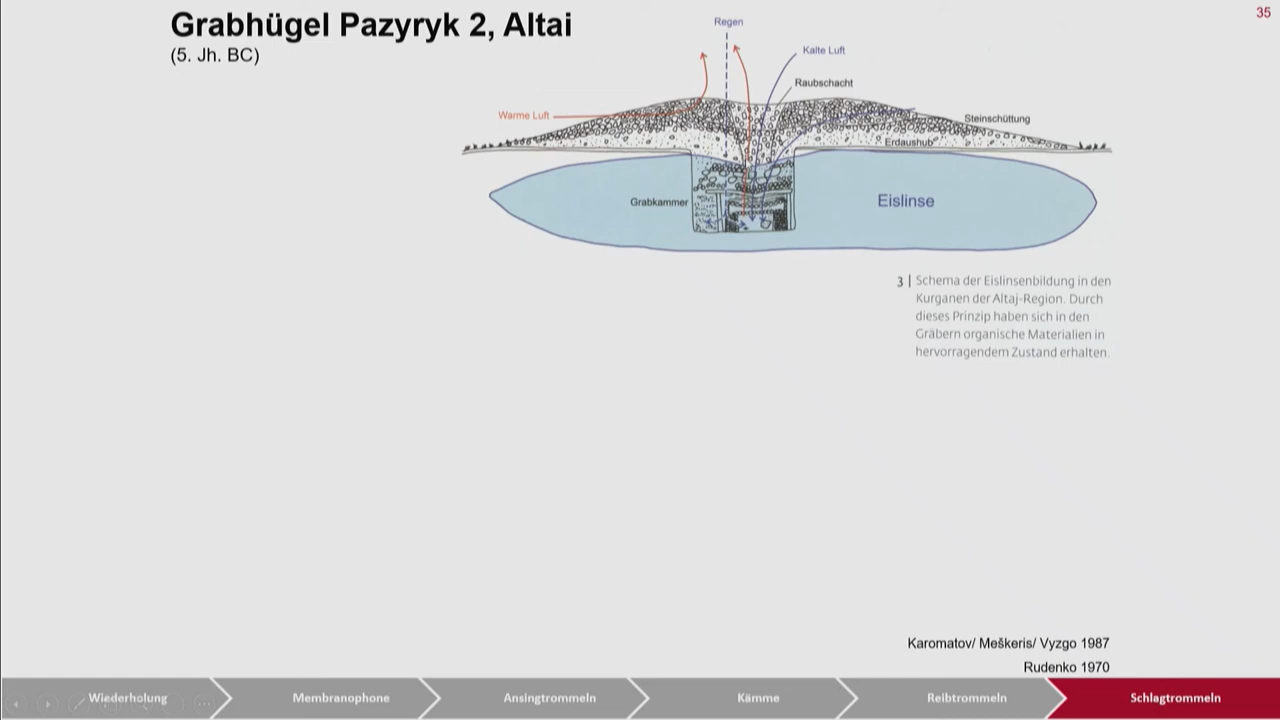 35
Grabhügel Pazyryk 2, Altai
(5. Jh. BC)
Regen
Kalte Luft
Raubschacht
Warme Luft
Steinschüttung
Erdaushub
Grabkammer
Eislinse
3 | Schema der Eislinsenbildung in den
Kurganen der Altaj-Region. Durch
dieses Prinzip haben sich in den
Gräbern organische Materialien in
hervorragendem Zustand erhalten.
Karomatov/ Meškeris/ Vyzgo 1987
Rudenko 1970
Wiederholung
Membranophone
Ansingtrommeln
Kämme
Reibtrommeln
Schlagtrommeln